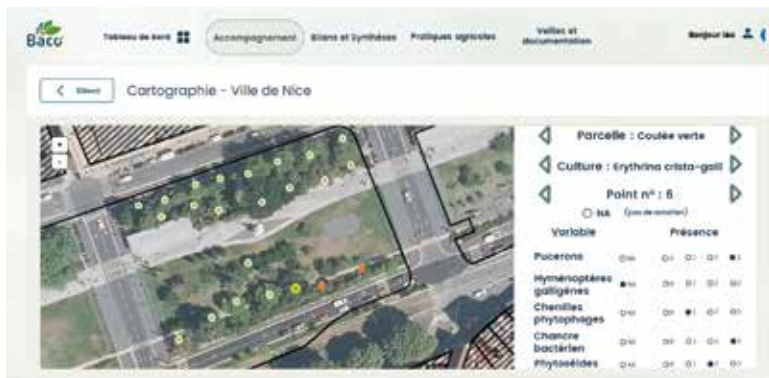 Baco
Tableau de bord
Accompagnement
Bilans et Synthèses
Pratiques agricoles
Veilles et
documentation
Bonjour léo
Cartographie - Ville de Nice
+
-
Parcelle : Coulée verte
Culture : Erythrina crista-galli
Point n° : 6
NA
Variable Présence
Pucerons
Hyménoptères
galligènes
Chenilles
phytophages
Chancre
bactérien
Phytoséides